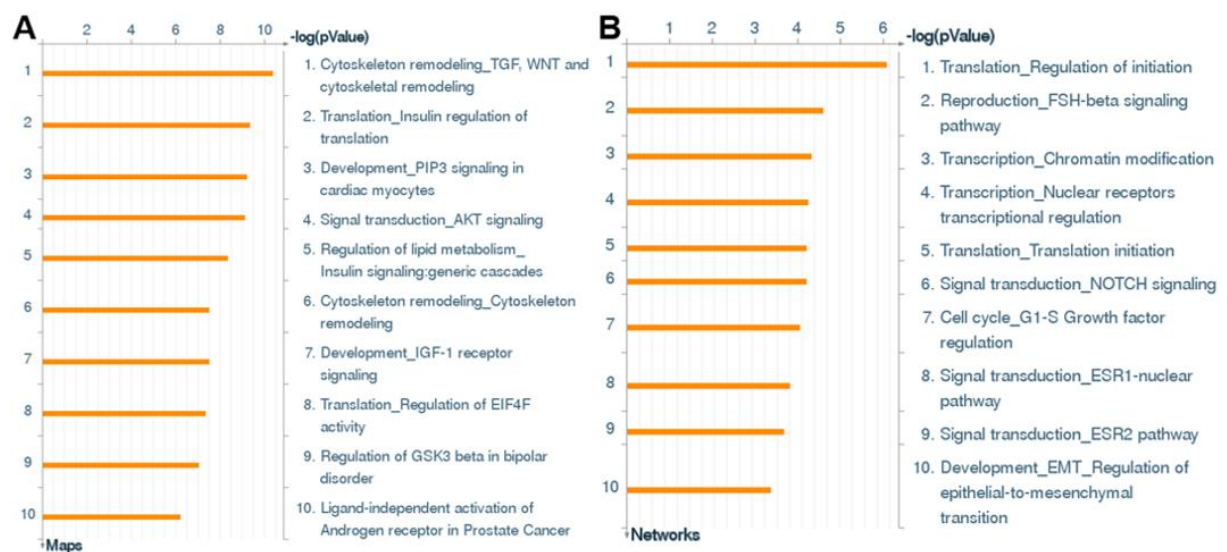 A
2 4 6 8 10
-log(pValue)
1
2
3
4
5
6
7
8
9
10
Maps
1. Cytoskeleton remodeling_TGF, WNT and
cytoskeletal remodeling
2. Translation_Insulin regulation of
translation
3. Development_PIP3 signaling in
cardiac myocytes
4. Signal transduction_AKT signaling
5. Regulation of lipid metabolism_
Insulin signaling:generic cascades
6. Cytoskeleton remodeling_Cytoskeleton
remodeling
7. Development_IGF-1 receptor
signaling
8. Translation_Regulation of EIF4F
activity
9. Regulation of GSK3 beta in bipolar
disorder
10. Ligand-independent activation of
Androgen receptor in Prostate Cancer
B
1 2 3 4 5 6
-log(pValue)
1
2
3
4
5
6
7
8
9
10
Networks
1. Translation_Regulation of initiation
2. Reproduction_FSH-beta signaling
pathway
3. Transcription_Chromatin modification
4. Transcription_Nuclear receptors
transcriptional regulation
5. Translation_Translation initiation
6. Signal transduction_NOTCH signaling
7. Cell cycle_G1-S Growth factor
regulation
8. Signal transduction_ESR1-nuclear
pathway
9. Signal transduction_ESR2 pathway
10. Development_EMT_Regulation of
epithelial-to-mesenchymal
transition